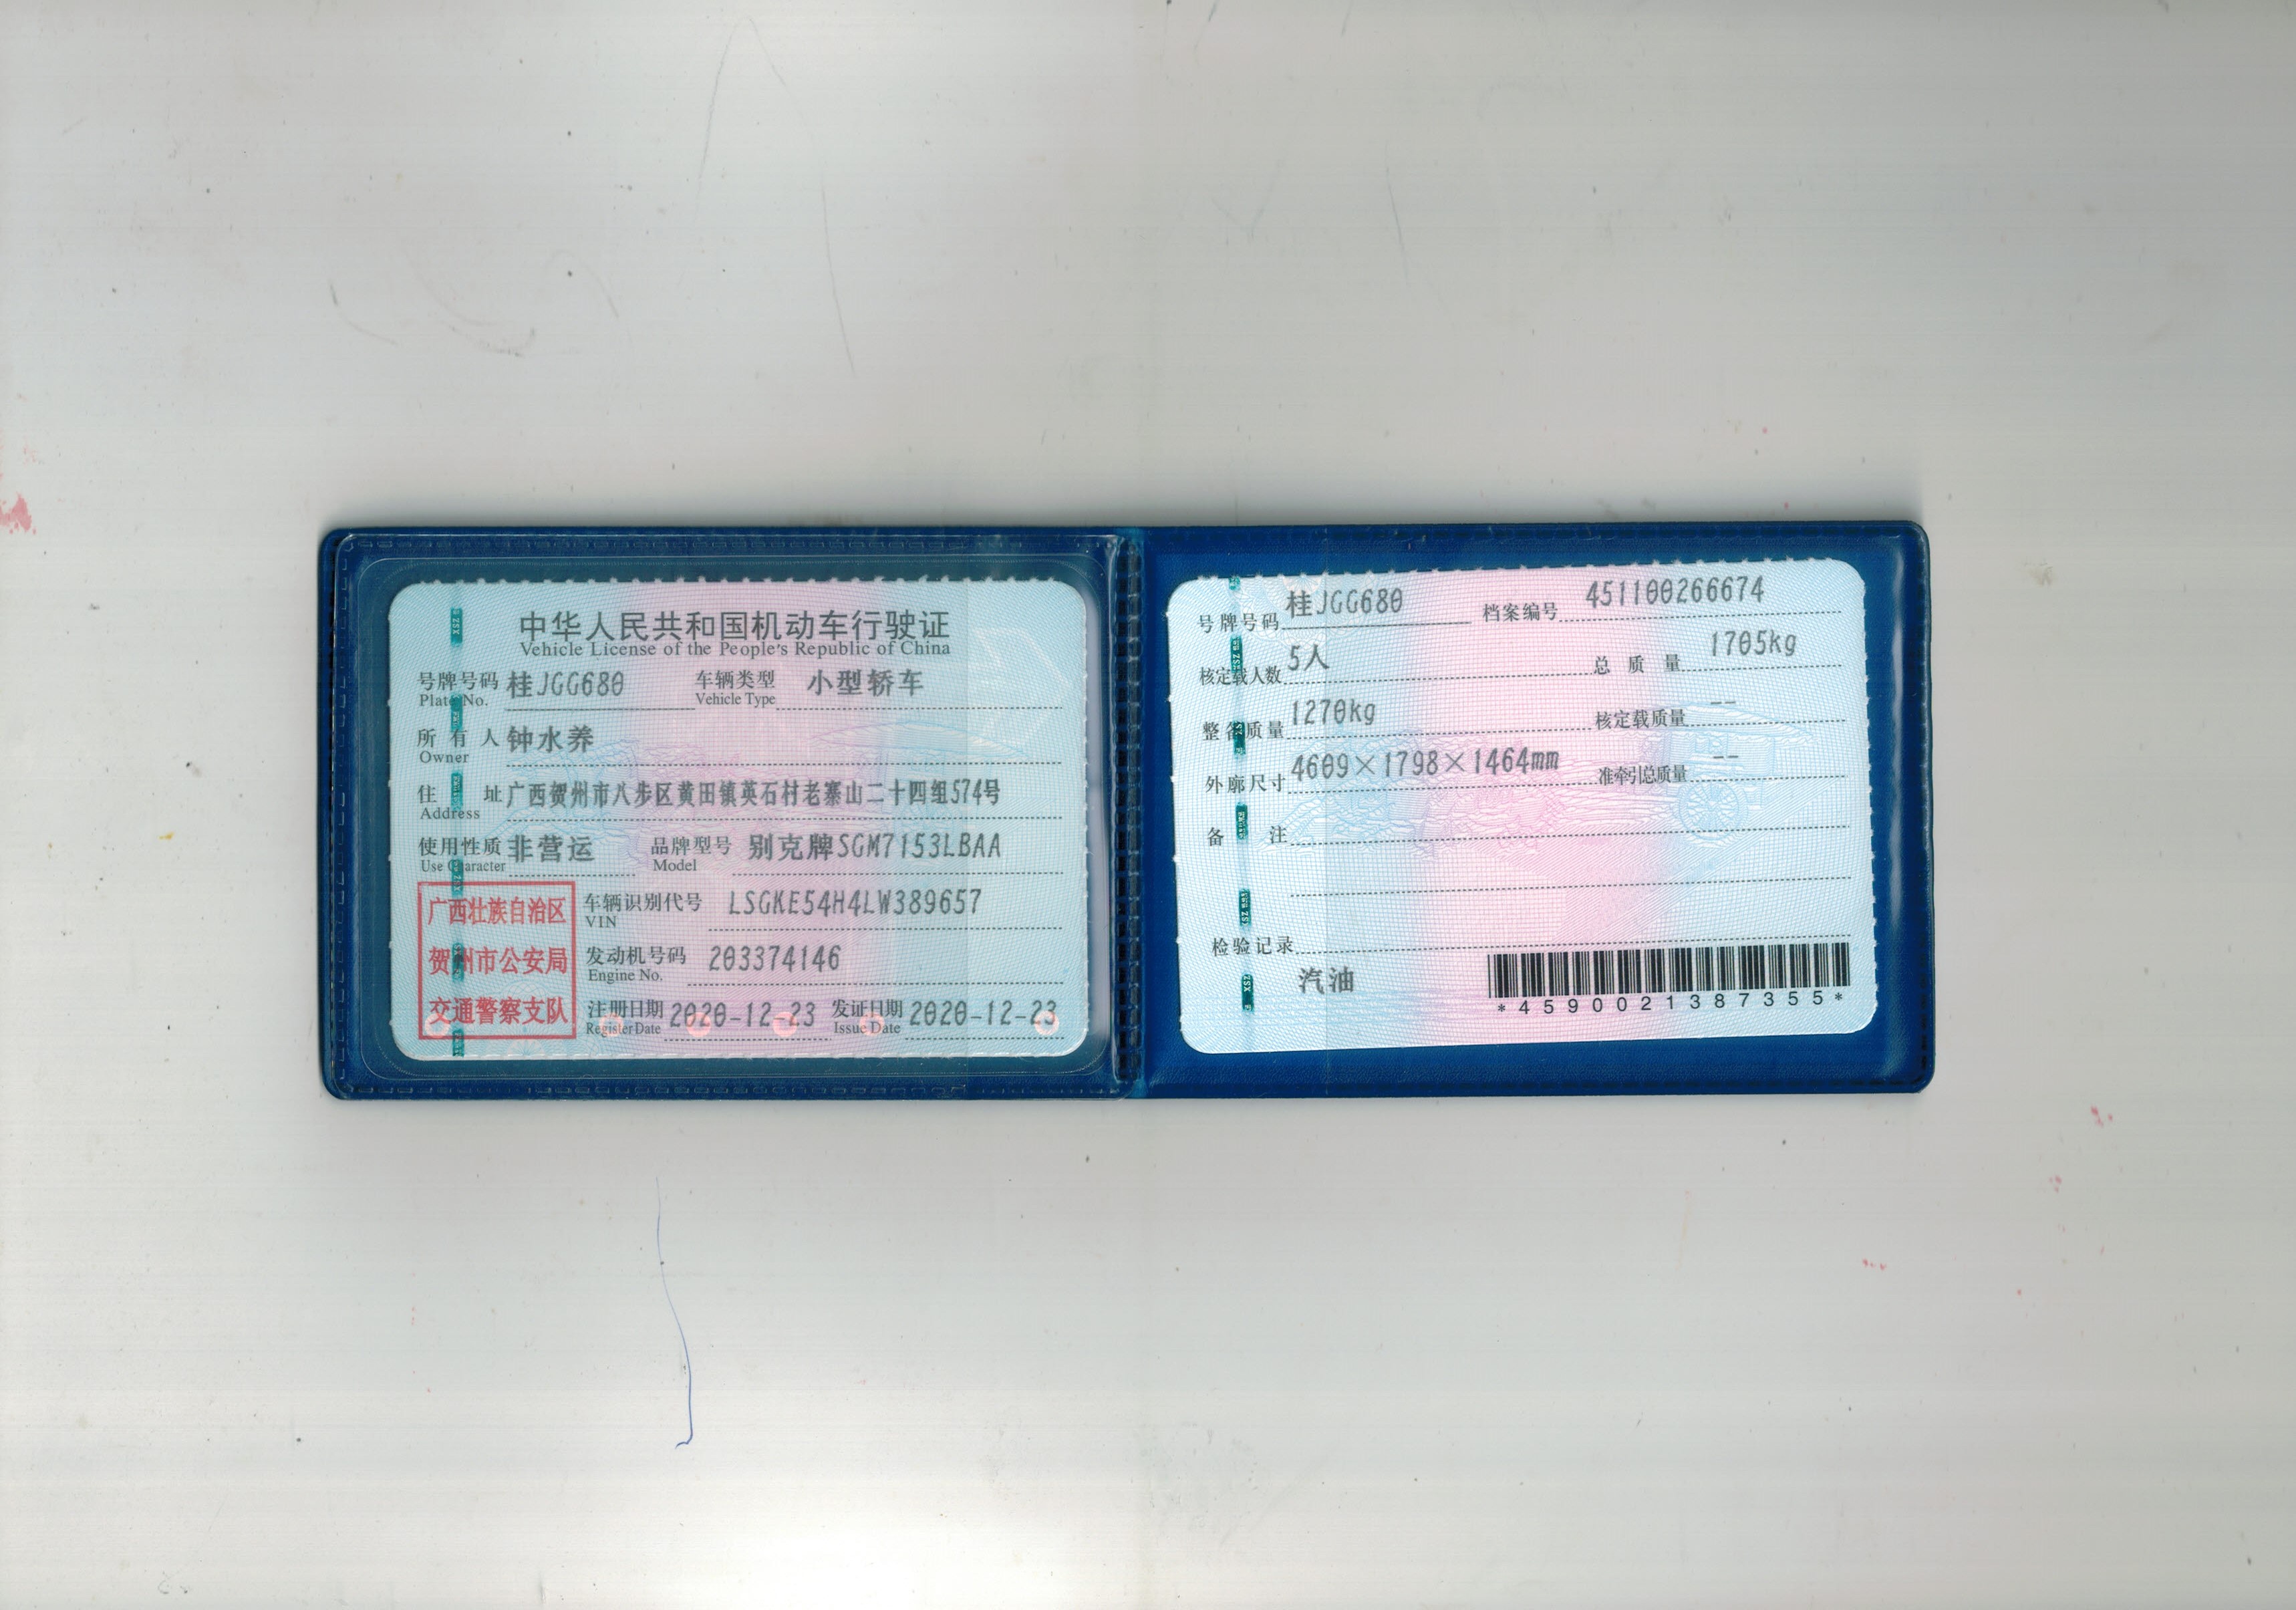 中华人民共和国机动车行驶证
Vehicle License of the People's Republic of China
号牌号码 桂JGG680 车辆类型 小型轿车
Plate No. Vehicle Type
所有人 钟水养
Owner
住址 广西贺州市八步区黄田镇英石村老寨山二十四组574号
Address
使用性质 非营运 品牌型号 别克牌SGM7153LBAA
Use Character Model
广西壮族自治区
贺州市公安局
交通警察支队
车辆识别代号 LSGKE54H4LW389657
VIN
发动机号码 203374146
Engine No.
注册日期 2020-12-23 发证日期 2020-12-23
Register Date Issue Date
号牌号码 桂JGG680 档案编号 451100266674
核定载人数 5人 总质量 1705kg
整备质量 1270kg 核定载质量 --
外廓尺寸 4609×1798×1464mm 准牵引总质量 --
备注
检验记录
汽油
*4590021387355*